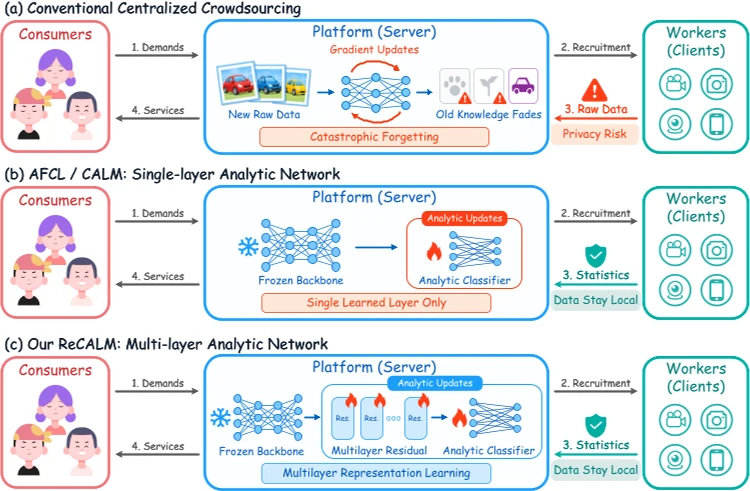 (a) Conventional Centralized Crowdsourcing
Consumers
1. Demands
4. Services
Platform (Server)
Gradient Updates
New Raw Data
Old Knowledge Fades
Catastrophic Forgetting
2. Recruitment
3. Raw Data
Privacy Risk
Workers
(Clients)
(b) AFCL / CALM: Single-layer Analytic Network
Consumers
1. Demands
4. Services
Platform (Server)
Analytic Updates
Frozen Backbone
Analytic Classifier
Single Learned Layer Only
2. Recruitment
3. Statistics
Data Stay Local
Workers
(Clients)
(c) Our ReCALM: Multi-layer Analytic Network
Consumers
1. Demands
4. Services
Platform (Server)
Analytic Updates
Res.
Res.
Res.
Frozen Backbone
Multilayer Residual
Analytic Classifier
Multilayer Representation Learning
2. Recruitment
3. Statistics
Data Stay Local
Workers
(Clients)